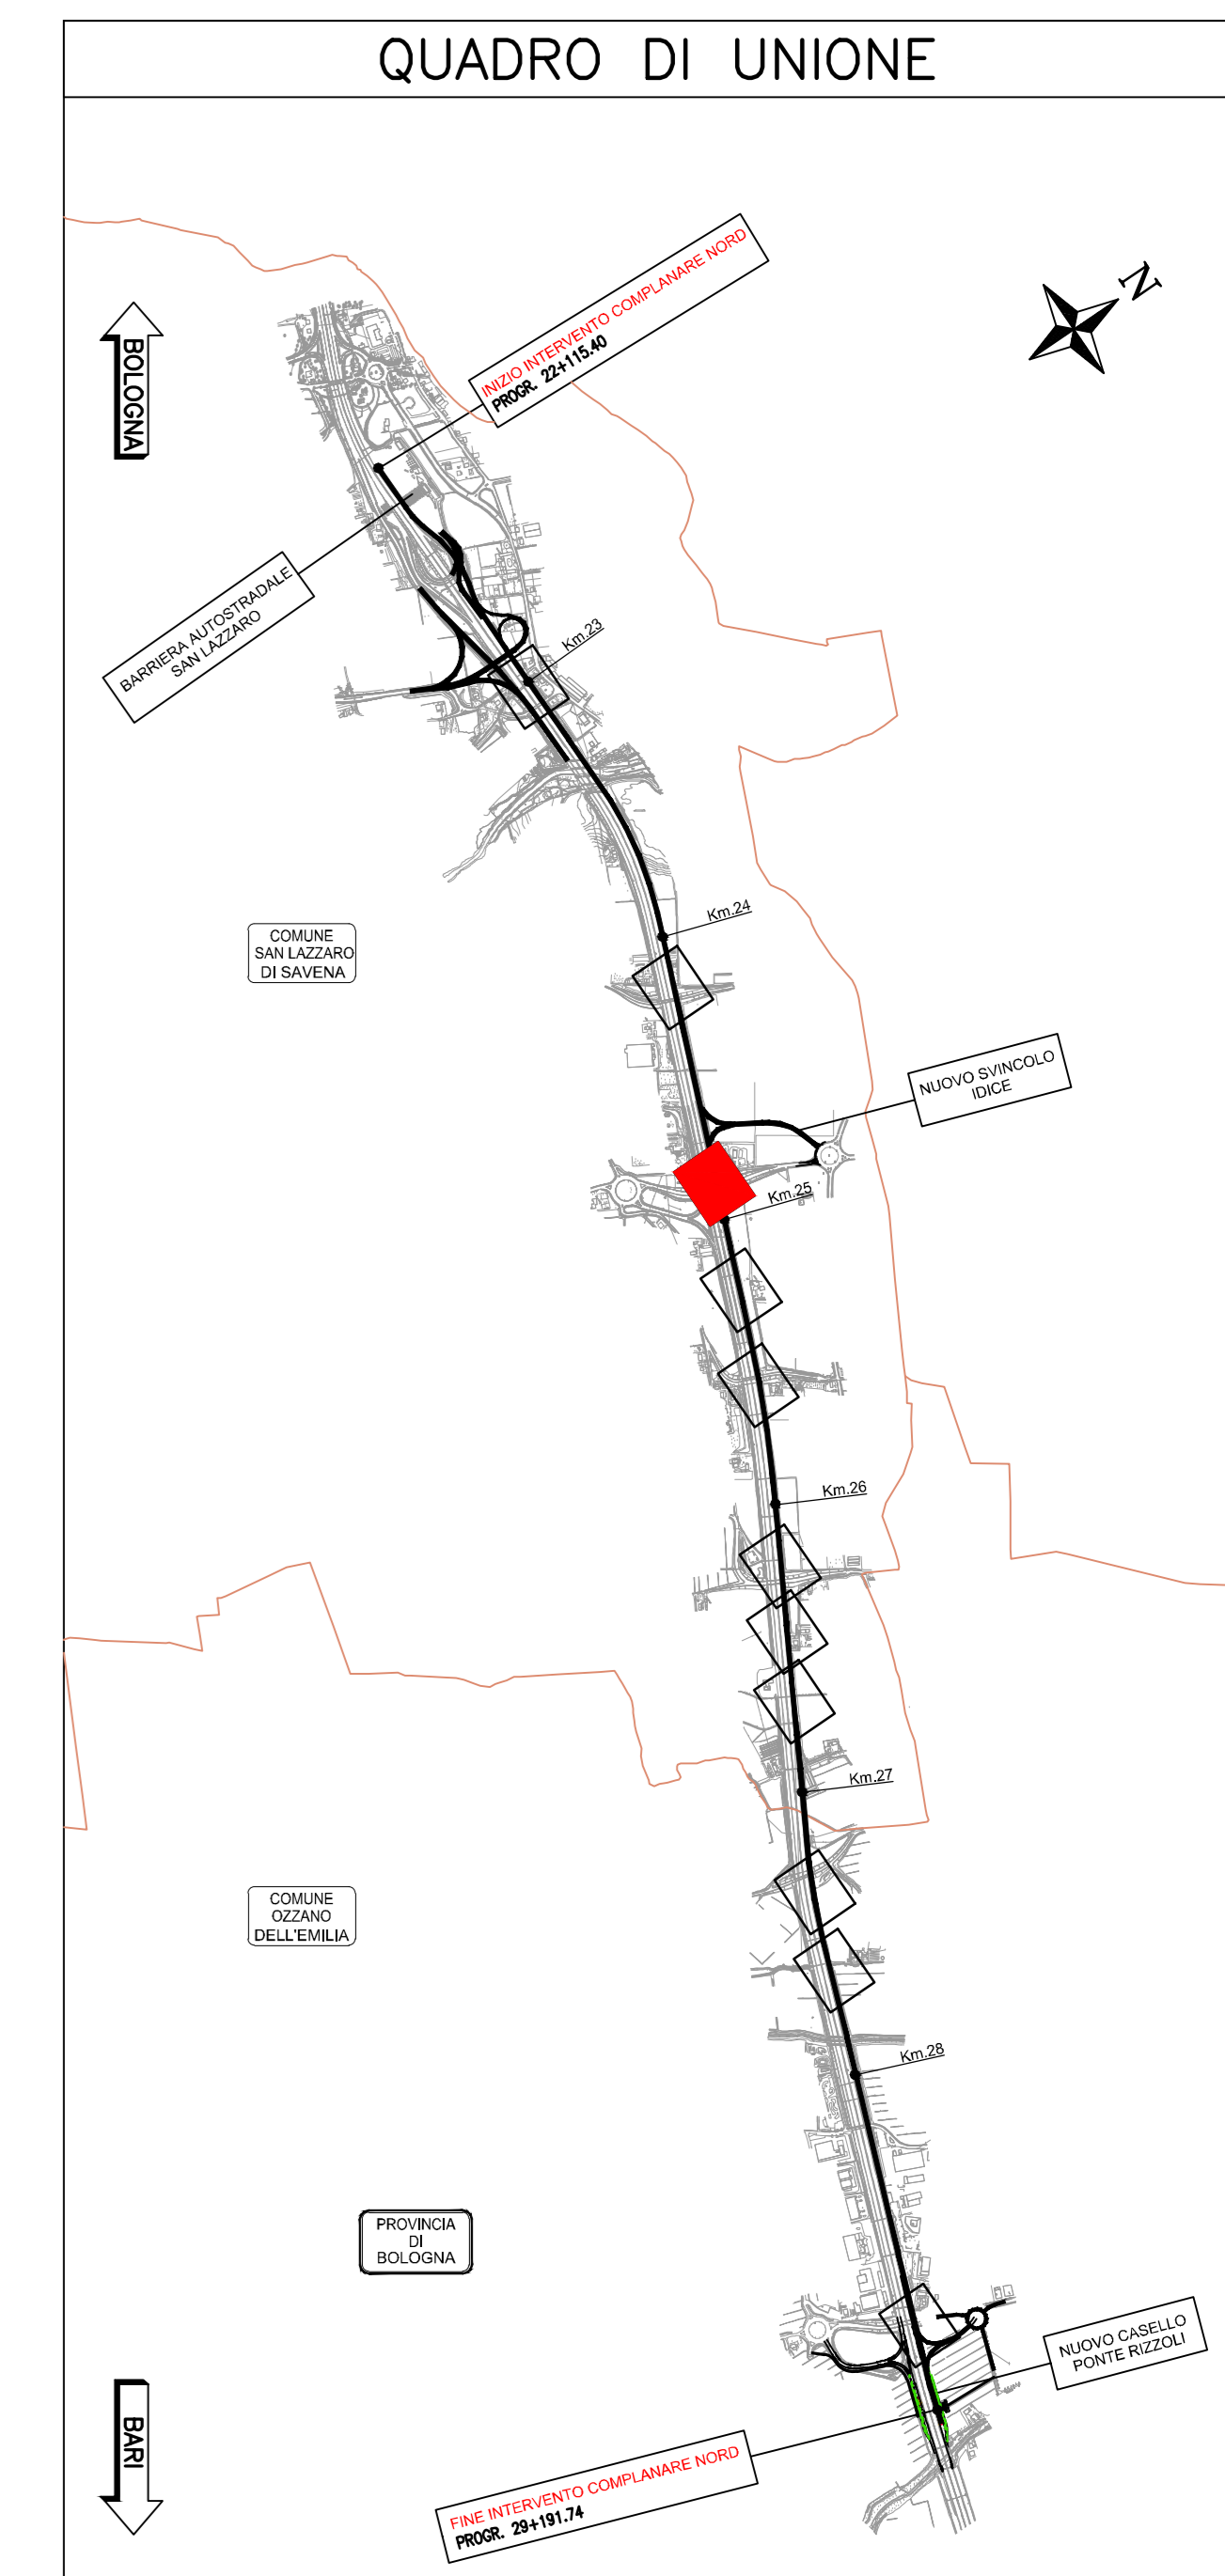 QUADRO DI UNIONE
INIZIO INTERVENTO COMPLANARE NORD
PROGR. 22+115.40
N
BOLOGNA
BARRIERA AUTOSTRADALE
SAN LAZZARO
Km.23
Km.24
COMUNE
SAN LAZZARO
DI SAVENA
NUOVO SVINCOLO
IDICE
Km.25
Km.26
Km.27
COMUNE
OZZANO
DELL'EMILIA
Km.28
PROVINCIA
DI
BOLOGNA
NUOVO CASELLO
PONTE RIZZOLI
BARI
FINE INTERVENTO COMPLANARE NORD
PROGR. 29+191.74